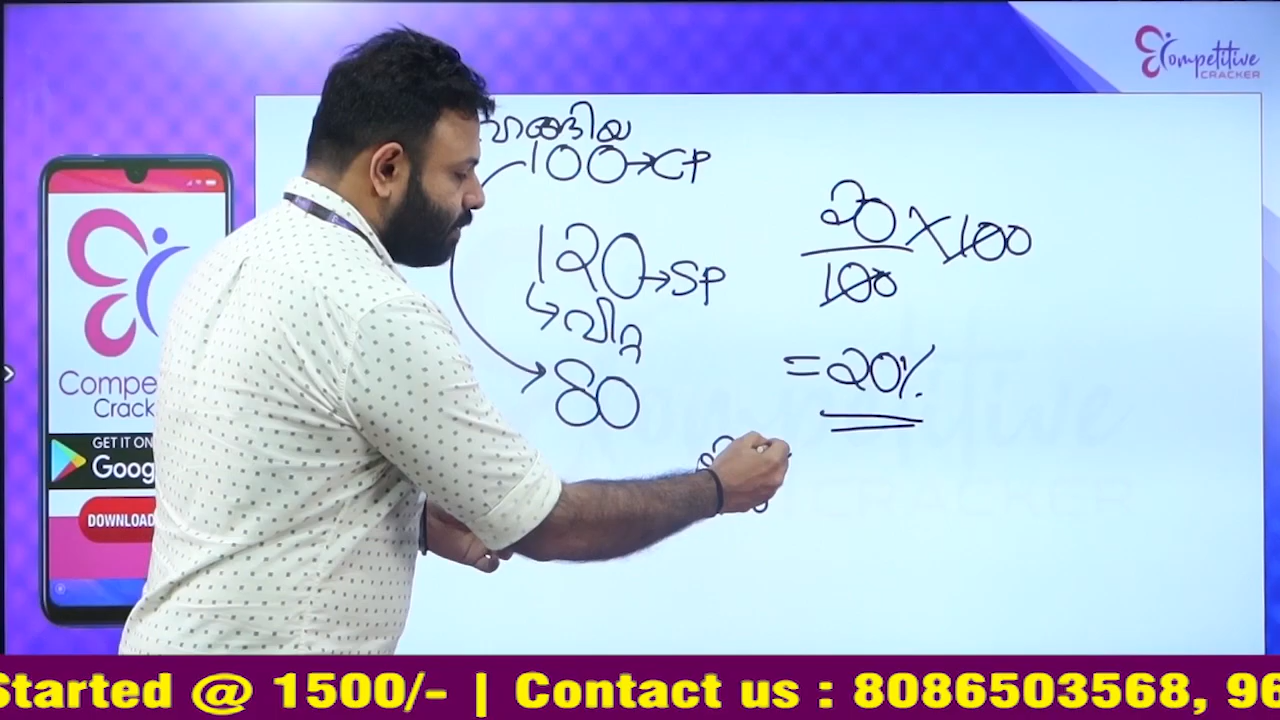 Competitive
CRACKER
വാങ്ങിയ
100→CP
120→SP
↳വിറ്റ
80
20/100 X 100
= 20%
Compe
Crack
GET IT ON
Goog
DOWNLOAD
Started @ 1500/- | Contact us : 8086503568, 96